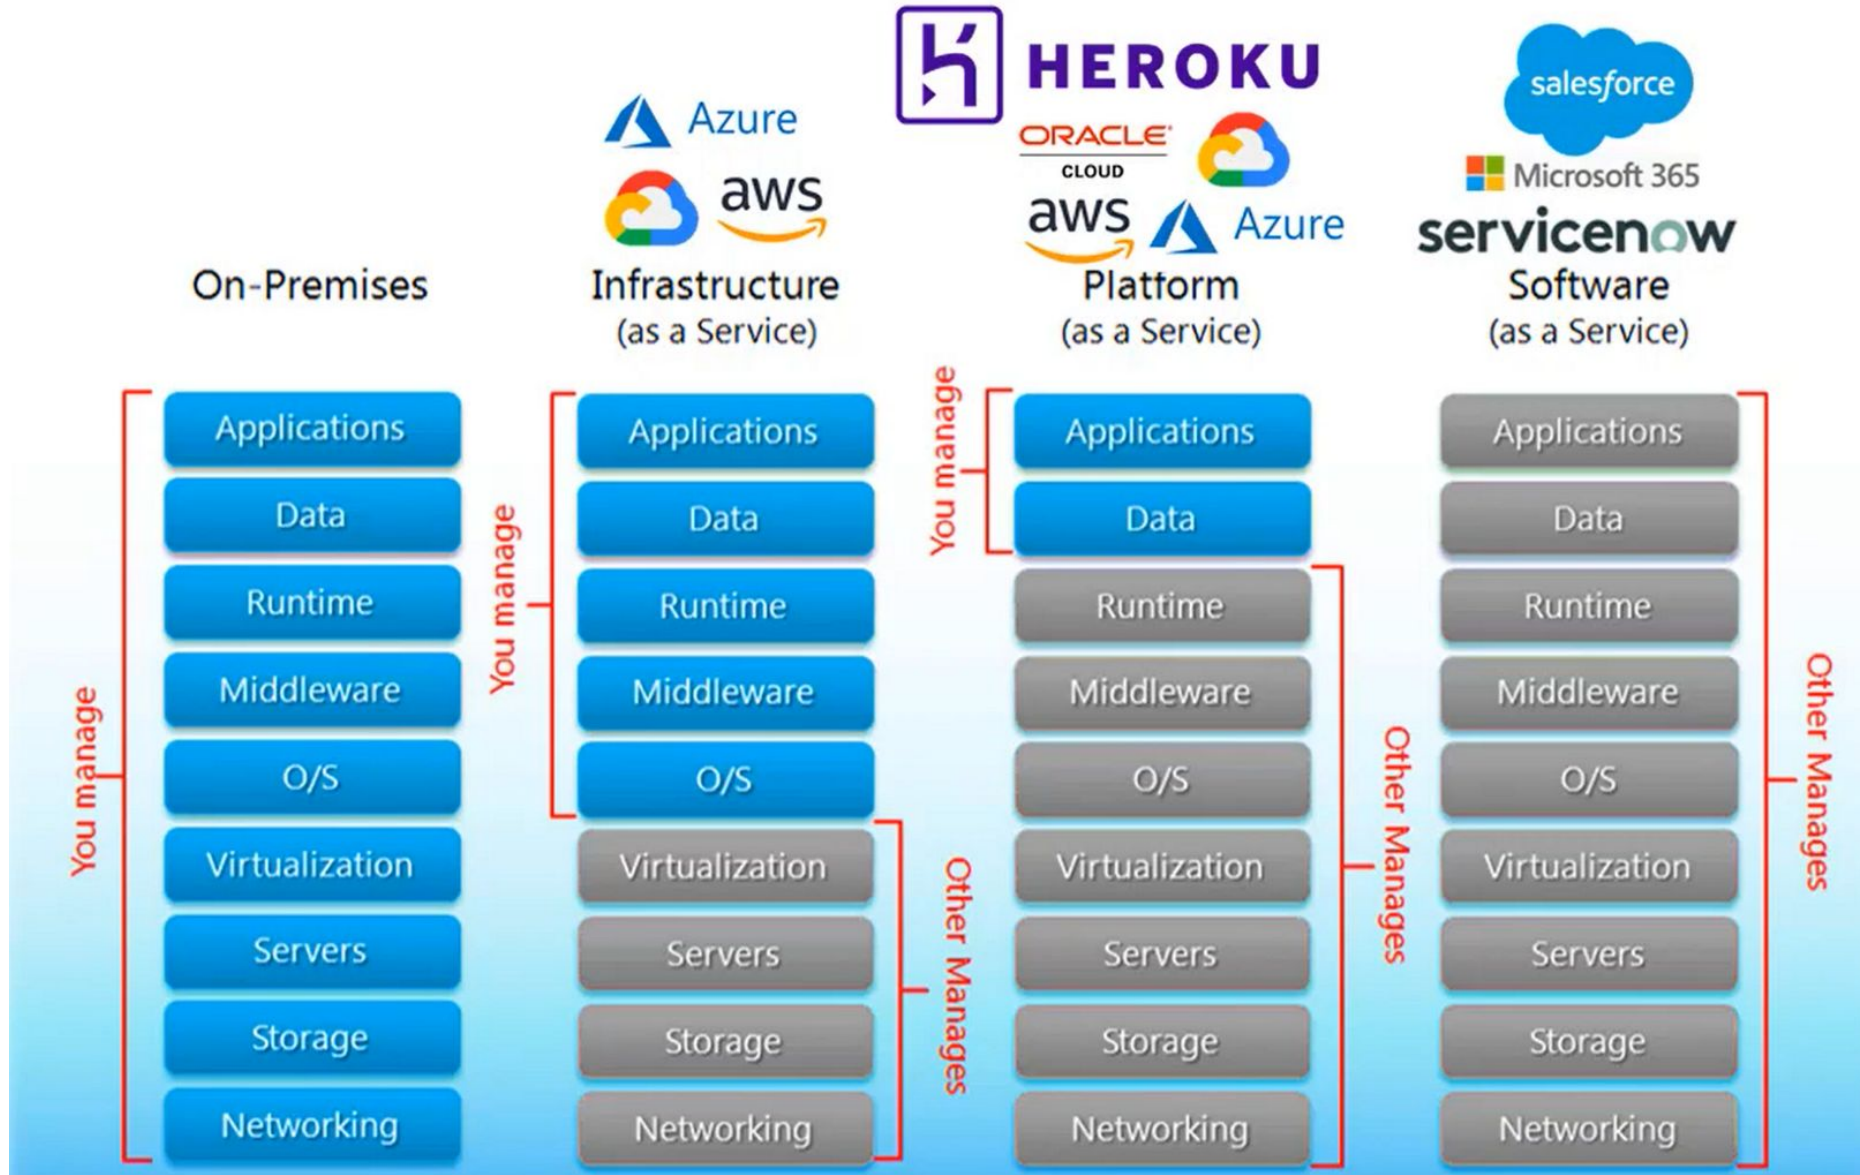 HEROKU
Azure
aws
ORACLE
CLOUD
aws
Azure
salesforce
Microsoft 365
servicenow
On-Premises
Infrastructure
(as a Service)
Platform
(as a Service)
Software
(as a Service)
You manage
Applications
Data
Runtime
Middleware
O/S
Virtualization
Servers
Storage
Networking
You manage
Applications
Data
Runtime
Middleware
O/S
Virtualization
Servers
Storage
Networking
Other Manages
You manage
Applications
Data
Runtime
Middleware
O/S
Virtualization
Servers
Storage
Networking
Other Manages
Applications
Data
Runtime
Middleware
O/S
Virtualization
Servers
Storage
Networking
Other Manages